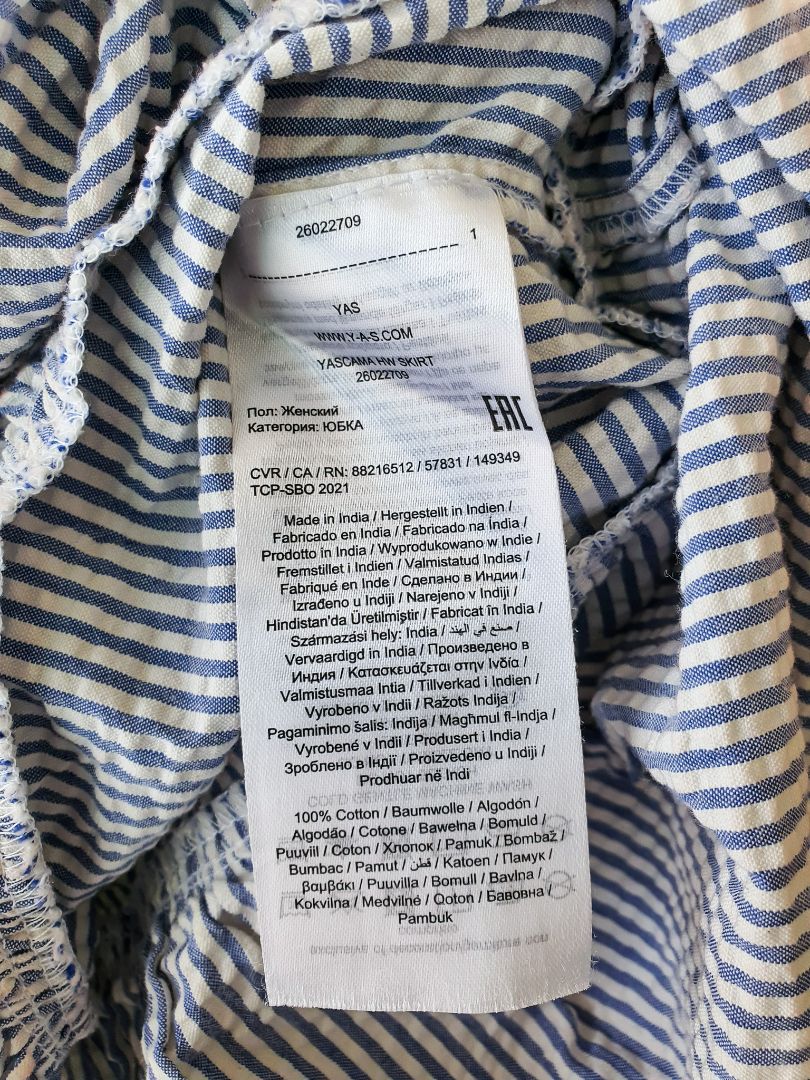 26022709
1
YAS
WWW.Y-A-S.COM
YASCAMA HW SKIRT
26022709
Пол: Женский
Категория: ЮБКА
EAC
CVR / CA / RN: 88216512 / 57831 / 149349
TCP-SBO 2021
Made in India / Hergestellt in Indien /
Fabricado en India / Fabricado na Índia /
Prodotto in India / Wyprodukowano w Indie /
Fremstillet i Indien / Valmistatud Indias /
Fabriqué en Inde / Сделано в Индии /
Izrađeno u Indiji / Narejeno v Indiji /
Hindistan'da Üretilmiştir / Fabricat în India /
Származási hely: India / صنع في الهند /
Vervaardigd in India / Произведено в
Индия / Κατασκευάζεται στην Ινδία /
Valmistusmaa Intia / Tillverkad i Indien /
Vyrobeno v Indii / Ražots Indija /
Pagaminimo šalis: Indija / Magħmul fl-Indja /
Vyrobené v Indii / Produsert i India /
Зроблено в Індії / Proizvedeno u Indiji /
Prodhuar në Indi
100% Cotton / Baumwolle / Algodón /
Algodão / Cotone / Bawełna / Bomuld /
Puuvill / Coton / Хлопок / Pamuk / Bombaž /
Bumbac / Pamut / قطن / Katoen / Памук /
βαμβάκι / Puuvilla / Bomull / Bavlna /
Kokvilna / Medvilnė / Qoton / Бавовна /
Pambuk